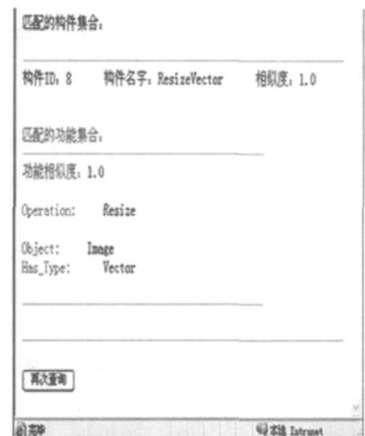 匹配的构件集合:
构件ID: 8 构件名字: ResizeVector 相似度: 1.0
匹配的功能集合:
功能相似度: 1.0
Operation: Resize
Object: Image
Has_Type: Vector
再次查询
完毕 本地 Intranet